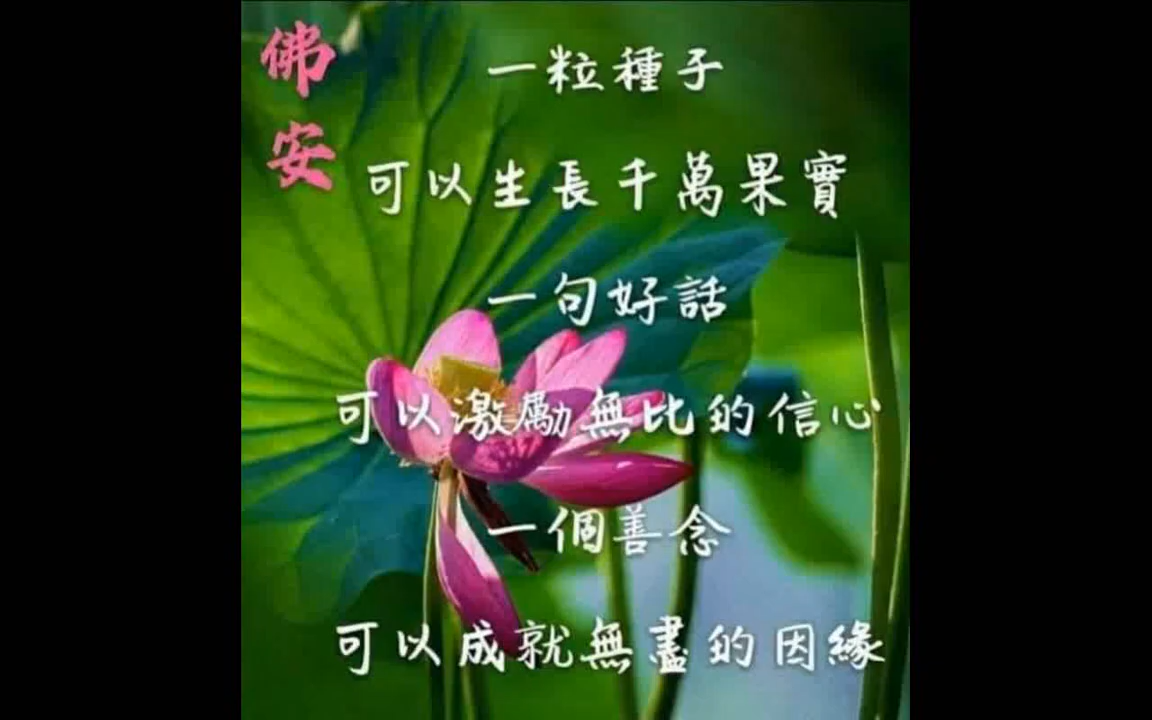 佛安
一粒種子
可以生長千萬果實
一句好話
可以激勵無比的信心
一個善念
可以成就無盡的因緣